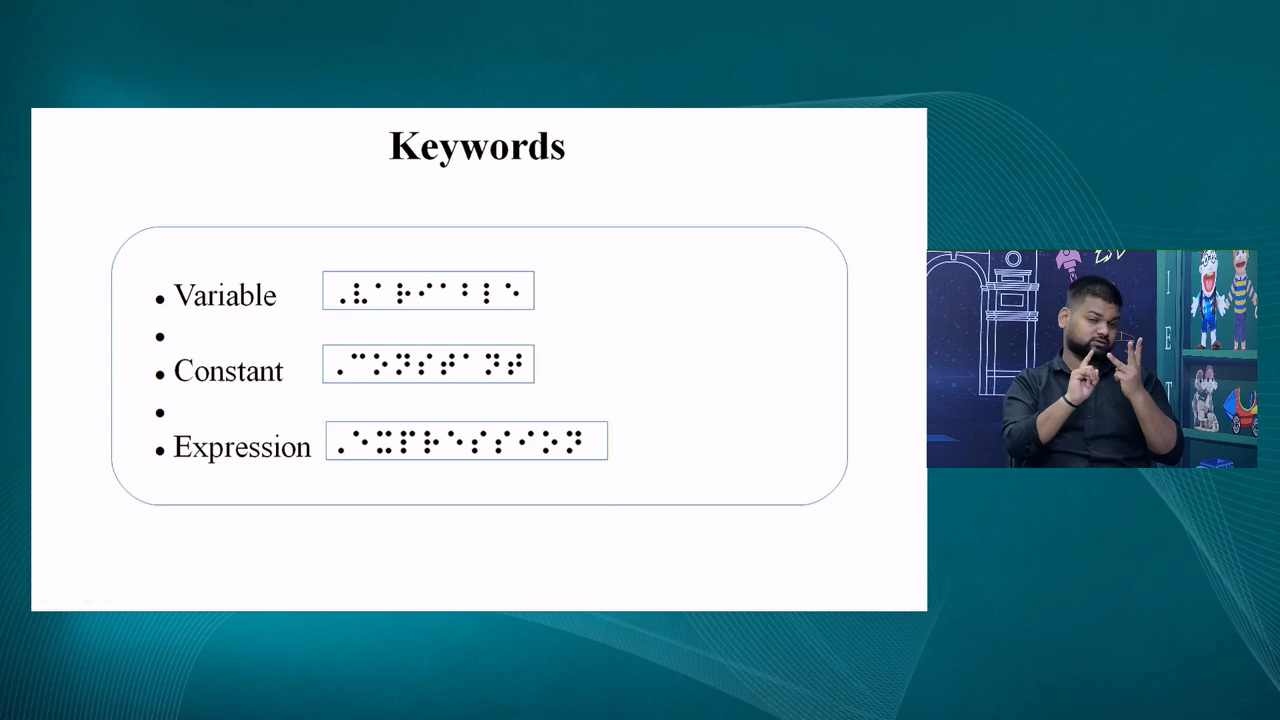 Keywords
• Variable ⠠⠧⠁⠗⠊⠁⠃⠇⠑
•
• Constant ⠠⠉⠕⠝⠎⠞⠁⠝⠞
•
• Expression ⠠⠑⠭⠏⠗⠑⠎⠎⠊⠕⠝
I
E
T